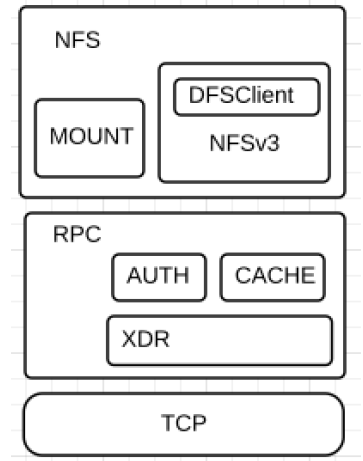 NFS
DFSClient
MOUNT
NFSv3
RPC
AUTH
CACHE
XDR
TCP